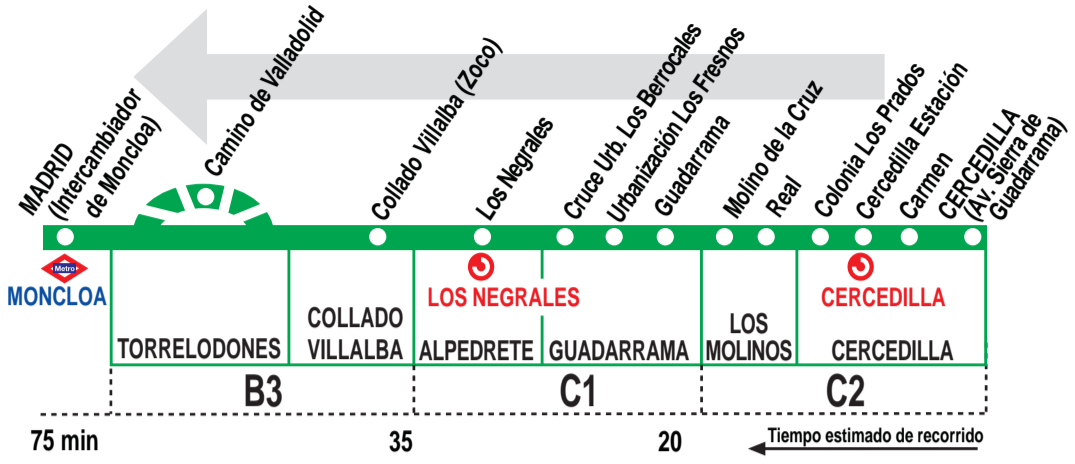 MADRID
(Intercambiador
de Moncloa)
Camino de Valladolid
Collado Villalba (Zoco)
Los Negrales
Cruce Urb. Los Berrocales
Urbanización Los Fresnos
Guadarrama
Molino de la Cruz
Real
Colonia Los Prados
Cercedilla Estación
Carmen
CERCEDILLA
(Av. Sierra de
Guadarrama)
Metro
MONCLOA
LOS NEGRALES
CERCEDILLA
TORRELODONES
COLLADO
VILLALBA
ALPEDRETE
GUADARRAMA
LOS
MOLINOS
CERCEDILLA
B3
C1
C2
75 min
35
20
Tiempo estimado de recorrido